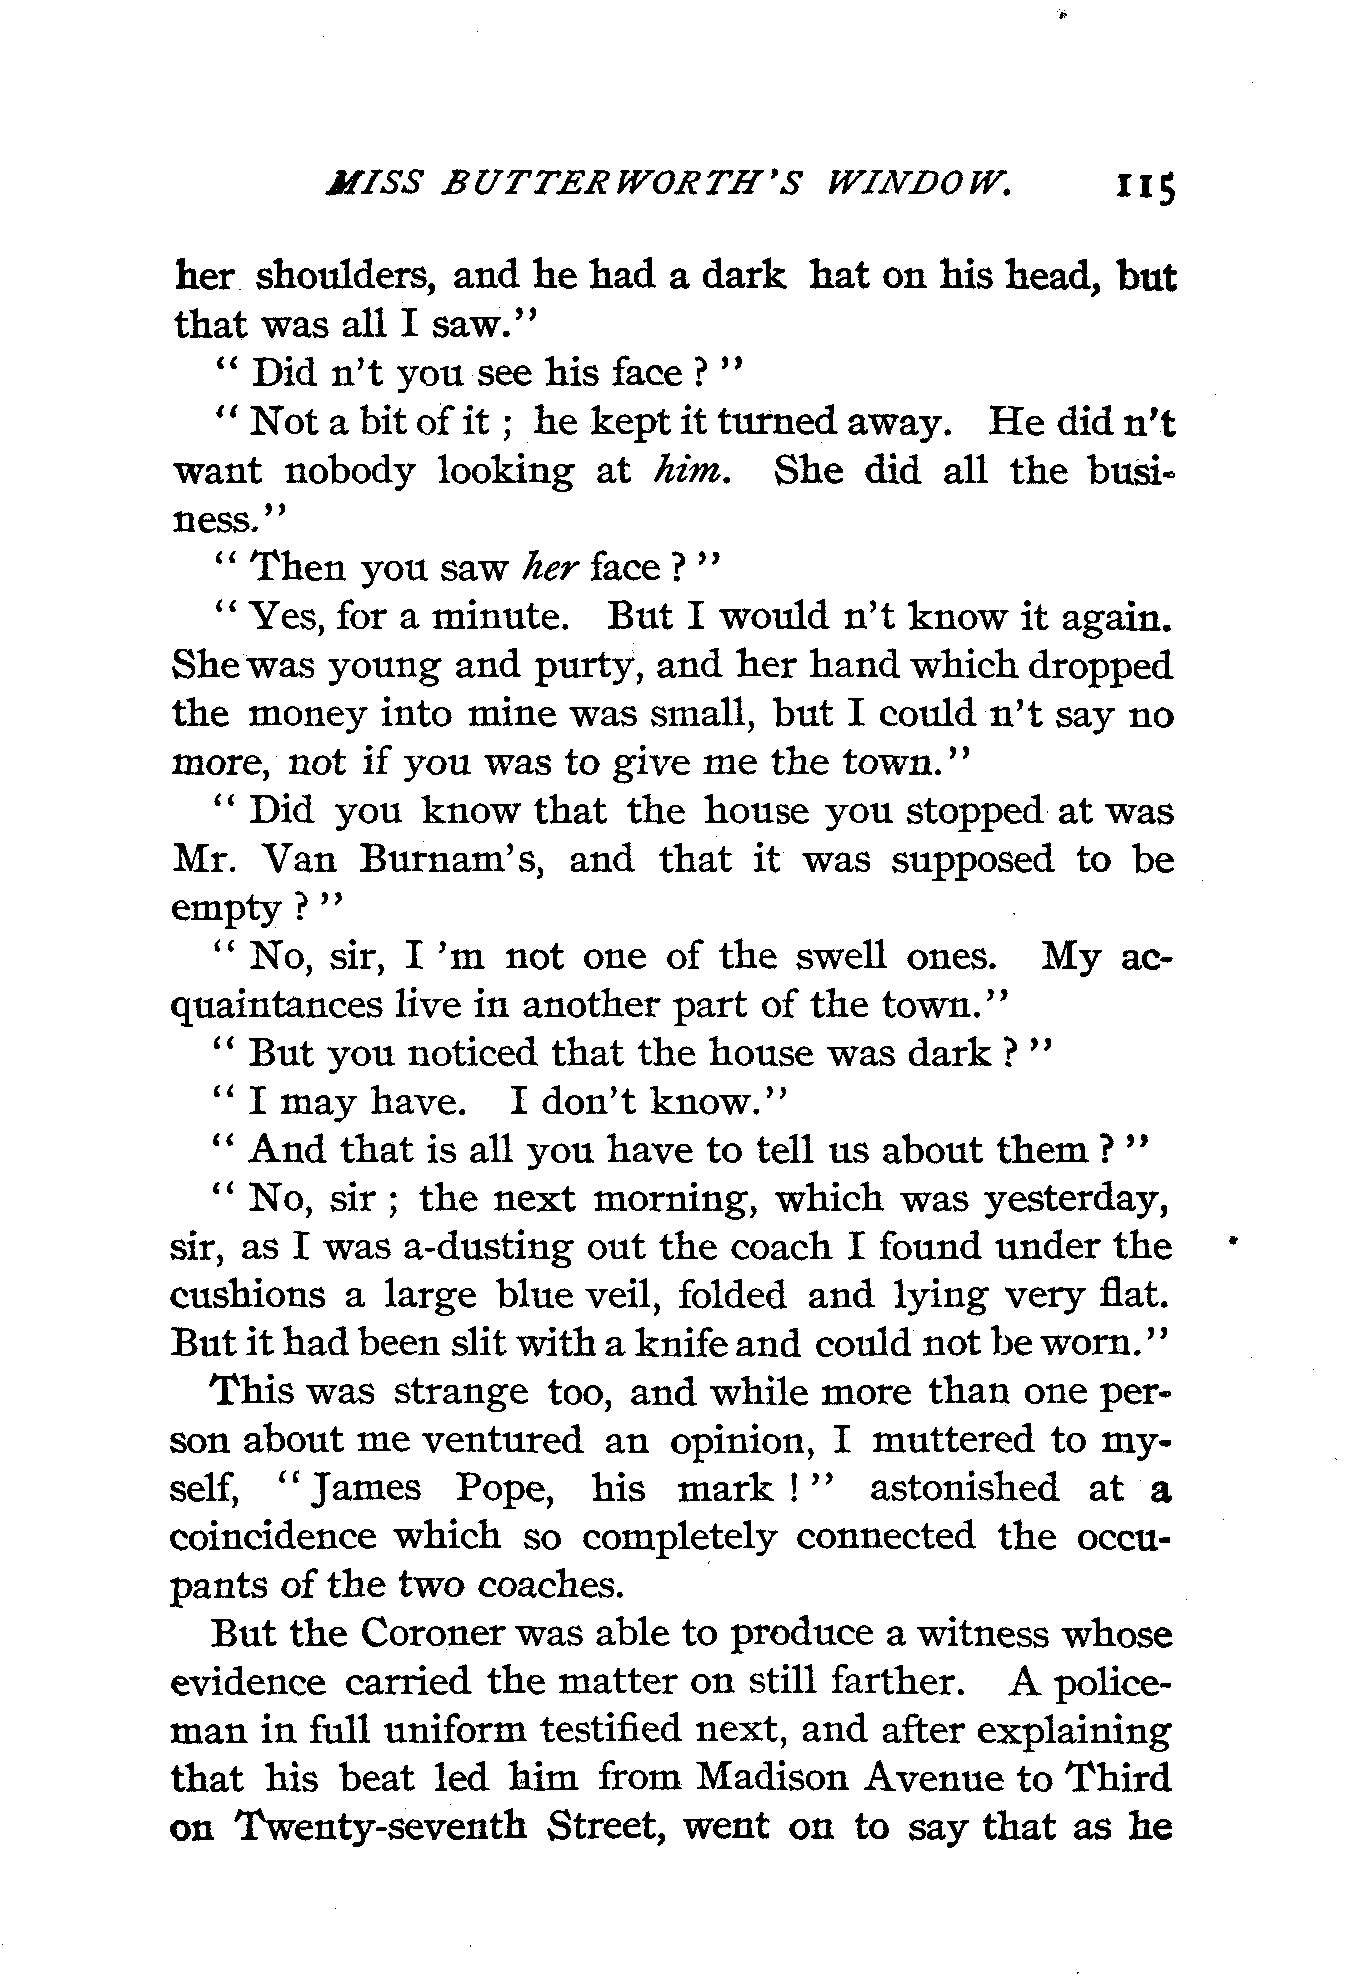 MISS BUTTERWORTH'S WINDOW. 115
her shoulders, and he had a dark hat on his head, but
that was all I saw."
" Did n't you see his face ? "
" Not a bit of it ; he kept it turned away. He did n't
want nobody looking at him. She did all the busi-
ness."
" Then you saw her face ? "
" Yes, for a minute. But I would n't know it again.
She was young and purty, and her hand which dropped
the money into mine was small, but I could n't say no
more, not if you was to give me the town."
" Did you know that the house you stopped at was
Mr. Van Burnam's, and that it was supposed to be
empty ? "
" No, sir, I 'm not one of the swell ones. My ac-
quaintances live in another part of the town."
" But you noticed that the house was dark ? "
" I may have. I don't know."
" And that is all you have to tell us about them ? "
" No, sir ; the next morning, which was yesterday,
sir, as I was a-dusting out the coach I found under the
cushions a large blue veil, folded and lying very flat.
But it had been slit with a knife and could not be worn."
This was strange too, and while more than one per-
son about me ventured an opinion, I muttered to my-
self, " James Pope, his mark ! " astonished at a
coincidence which so completely connected the occu-
pants of the two coaches.
But the Coroner was able to produce a witness whose
evidence carried the matter on still farther. A police-
man in full uniform testified next, and after explaining
that his beat led him from Madison Avenue to Third
on Twenty-seventh Street, went on to say that as he